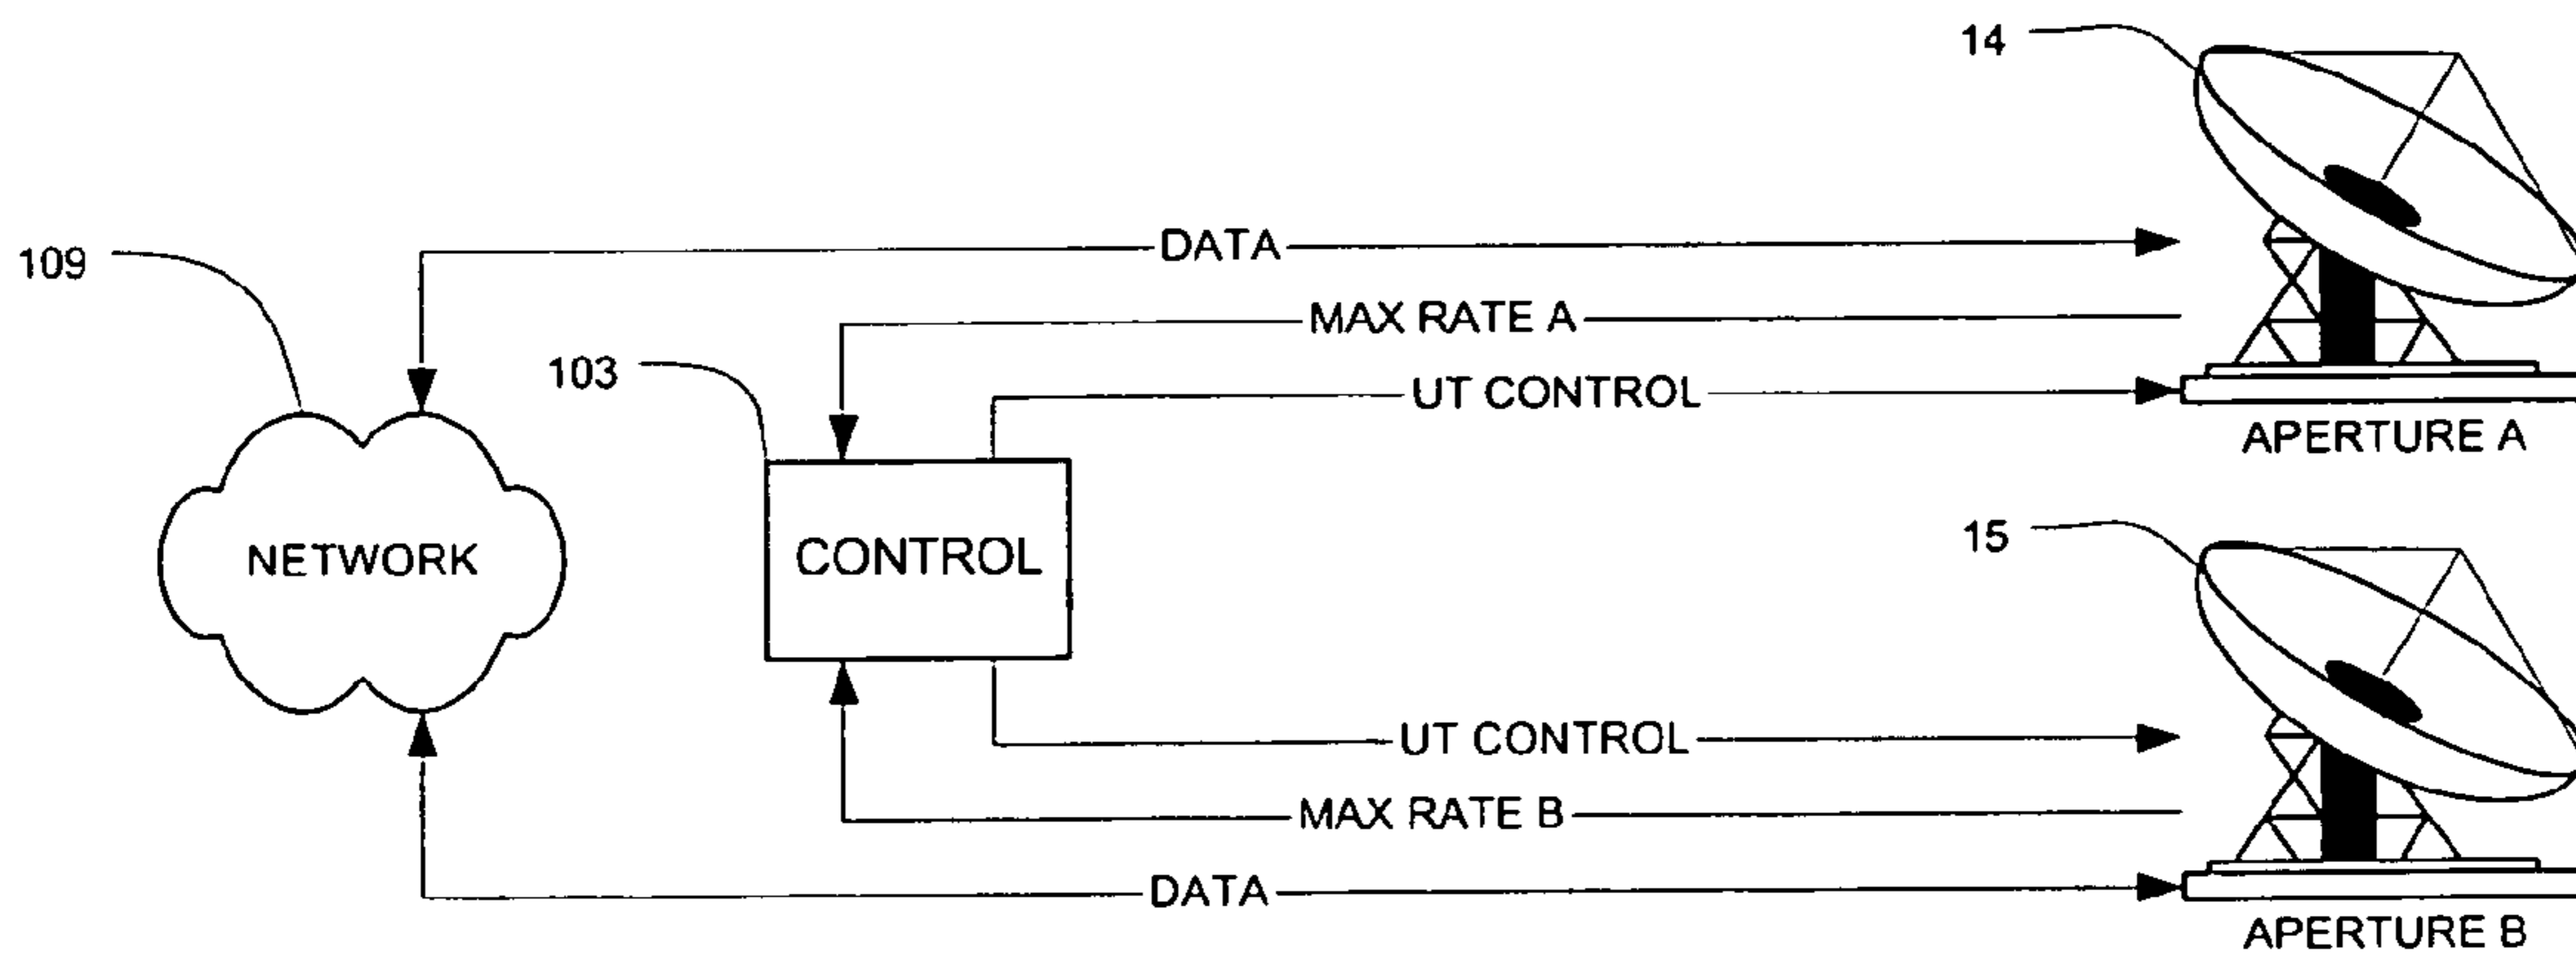 14
DATA
109
MAX RATE A
103
UT CONTROL
APERTURE A
NETWORK
CONTROL
15
UT CONTROL
MAX RATE B
DATA
APERTURE B